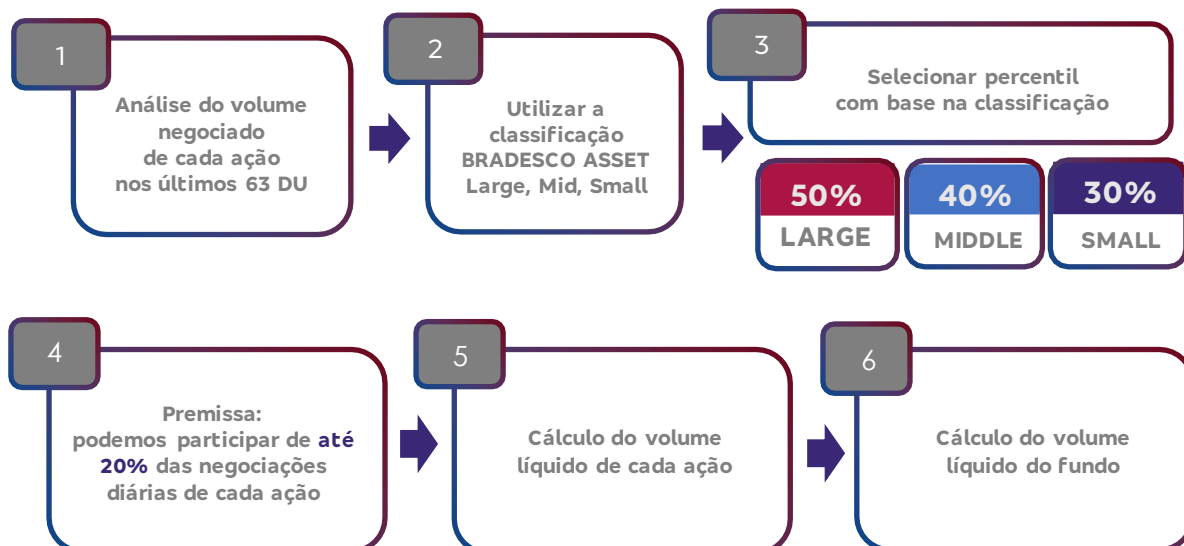 1
Análise do volume
negociado
de cada ação
nos últimos 63 DU
2
Utilizar a
classificação
BRADESCO ASSET
Large, Mid, Small
3
Selecionar percentil
com base na classificação
50%
LARGE
40%
MIDDLE
30%
SMALL
4
Premissa:
podemos participar de até
20% das negociações
diárias de cada ação
5
Cálculo do volume
líquido de cada ação
6
Cálculo do volume
líquido do fundo